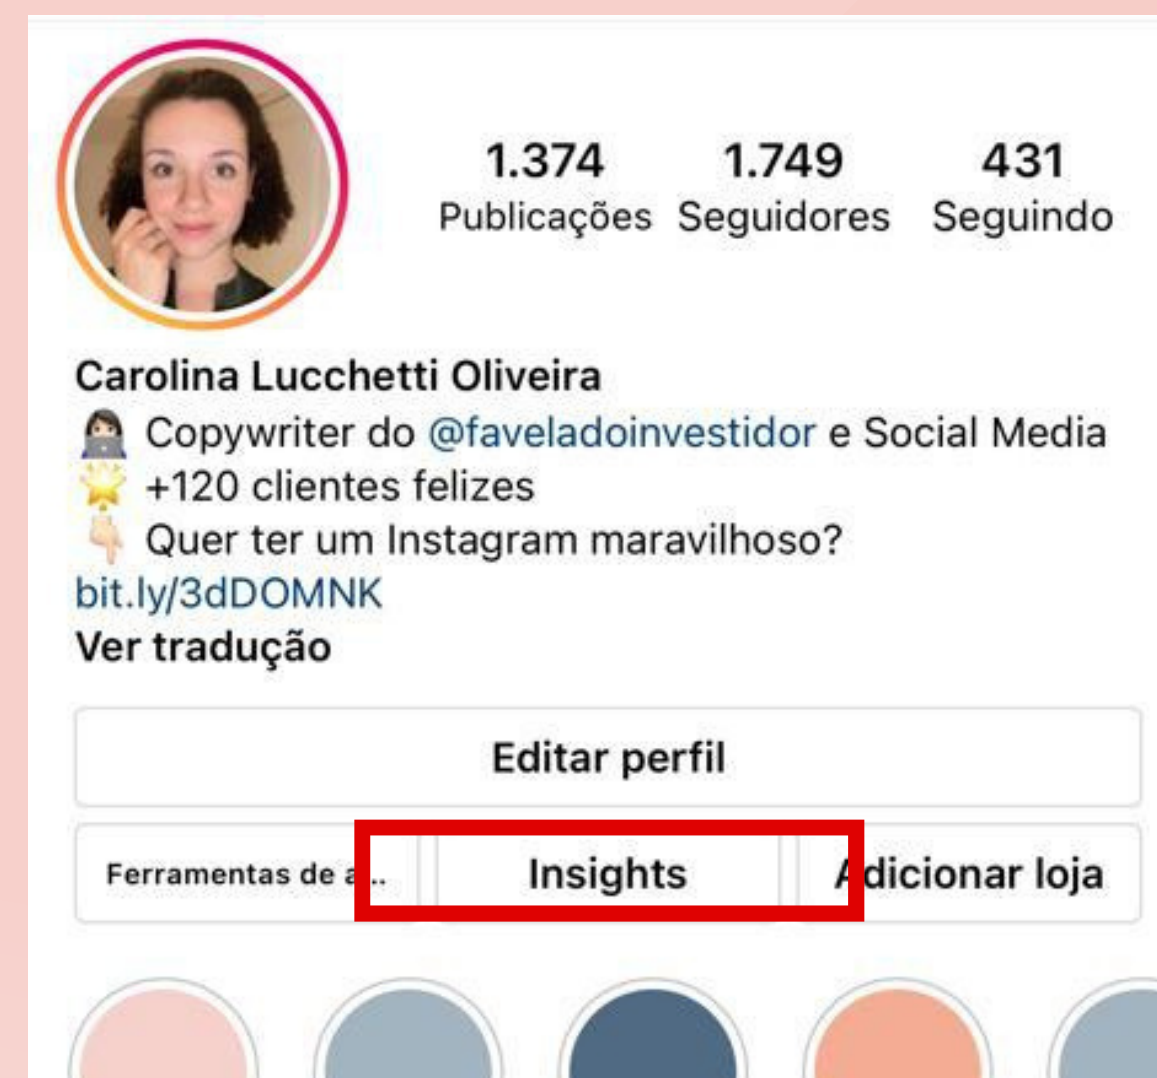 1.374 1.749 431
Publicações Seguidores Seguindo
Carolina Lucchetti Oliveira
Copywriter do @faveladoinvestidor e Social Media
+120 clientes felizes
Quer ter um Instagram maravilhoso?
bit.ly/3dDOMNK
Ver tradução
Editar perfil
Ferramentas de a... Insights Adicionar loja